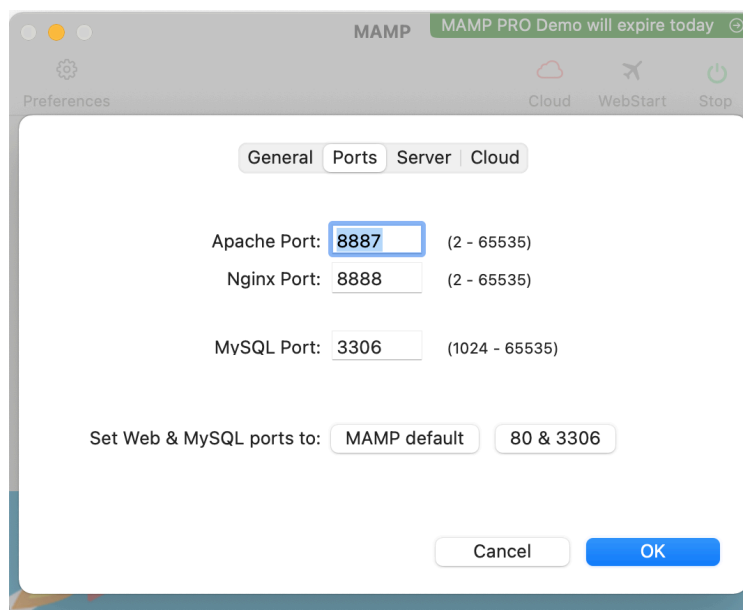 MAMP
MAMP PRO Demo will expire today
Preferences
Cloud WebStart Stop
General Ports Server Cloud
Apache Port: 8887 (2 - 65535)
Nginx Port: 8888 (2 - 65535)
MySQL Port: 3306 (1024 - 65535)
Set Web & MySQL ports to: MAMP default 80 & 3306
Cancel OK